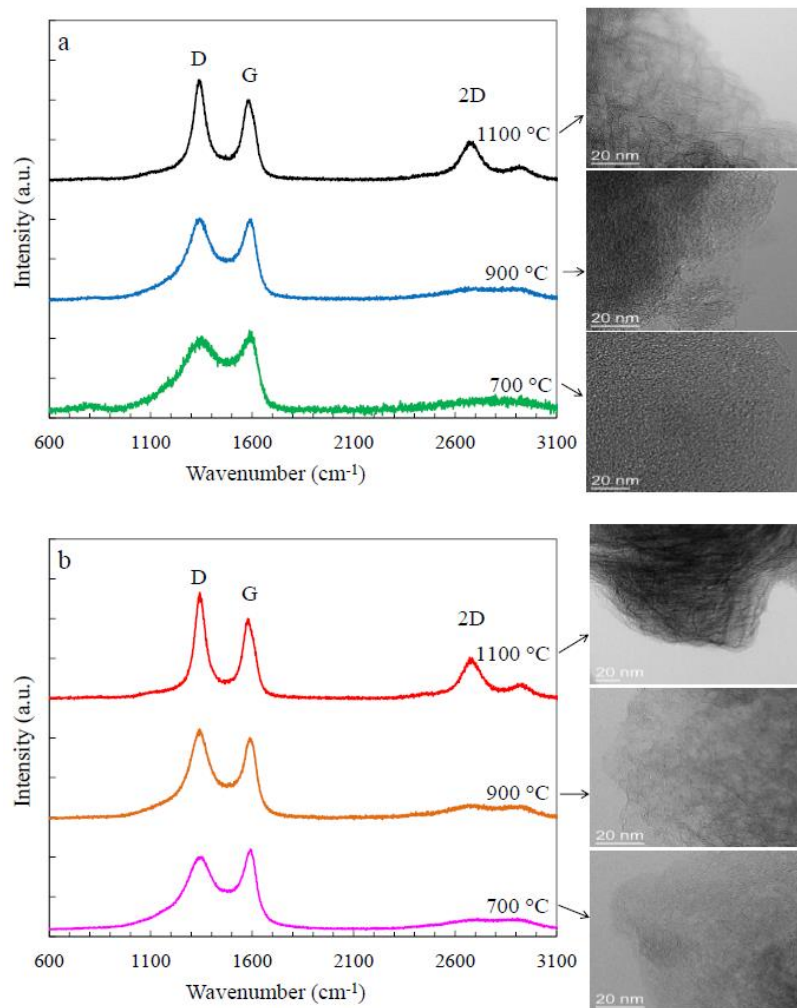 a
D
G
2D
1100 °C
900 °C
700 °C
Intensity (a.u.)
600 1100 1600 2100 2600 3100
Wavenumber (cm-1)
20 nm
20 nm
20 nm
b
D
G
2D
1100 °C
900 °C
700 °C
Intensity (a.u.)
600 1100 1600 2100 2600 3100
Wavenumber (cm-1)
20 nm
20 nm
20 nm